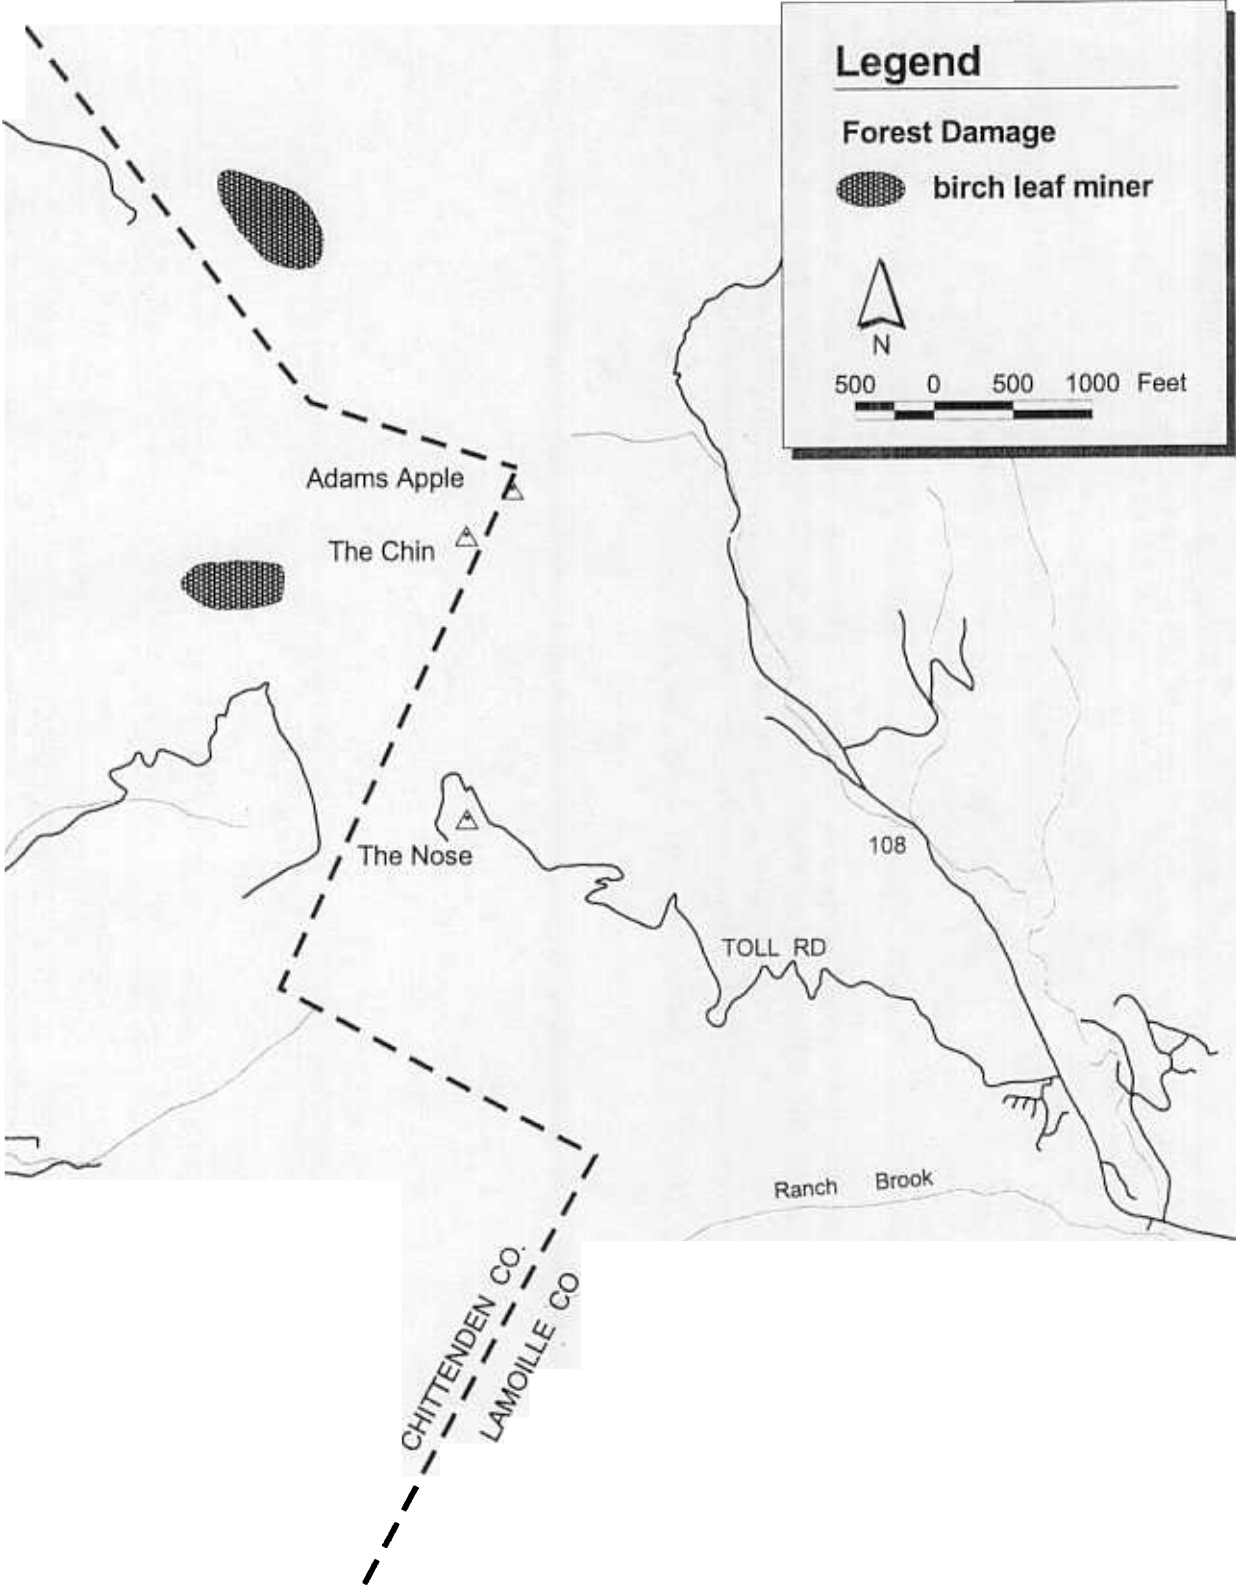 Legend
Forest Damage
birch leaf miner
N
500 0 500 1000 Feet
Adams Apple
The Chin
The Nose
108
TOLL RD
Ranch Brook
CHITTENDEN CO.
LAMOILLE CO